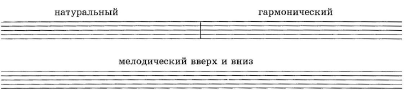 натуральный гармонический
мелодический вверх и вниз